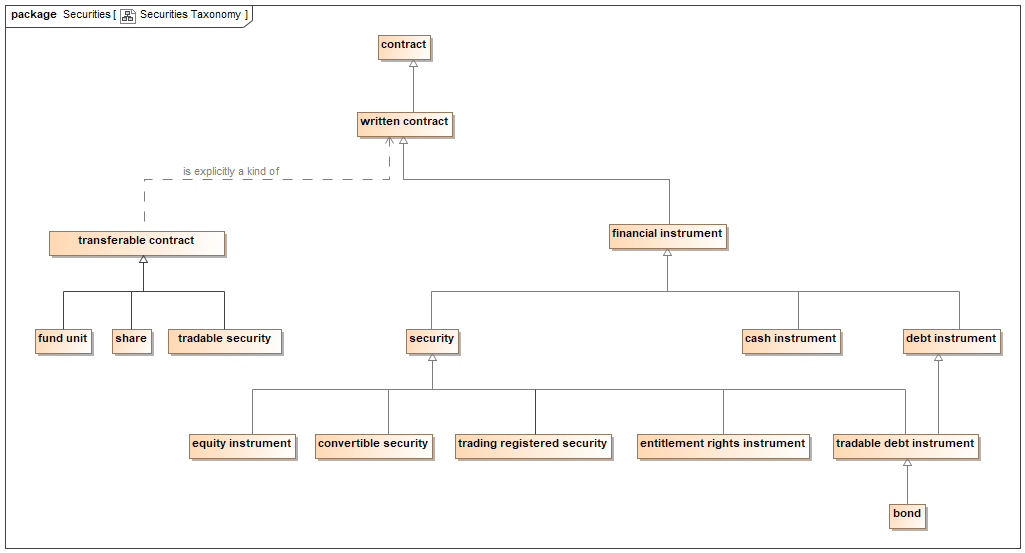 package Securities [ Securities Taxonomy ]
contract
written contract
is explicitly a kind of
transferable contract
financial instrument
fund unit
share
tradable security
security
cash instrument
debt instrument
equity instrument
convertible security
trading registered security
entitlement rights instrument
tradable debt instrument
bond